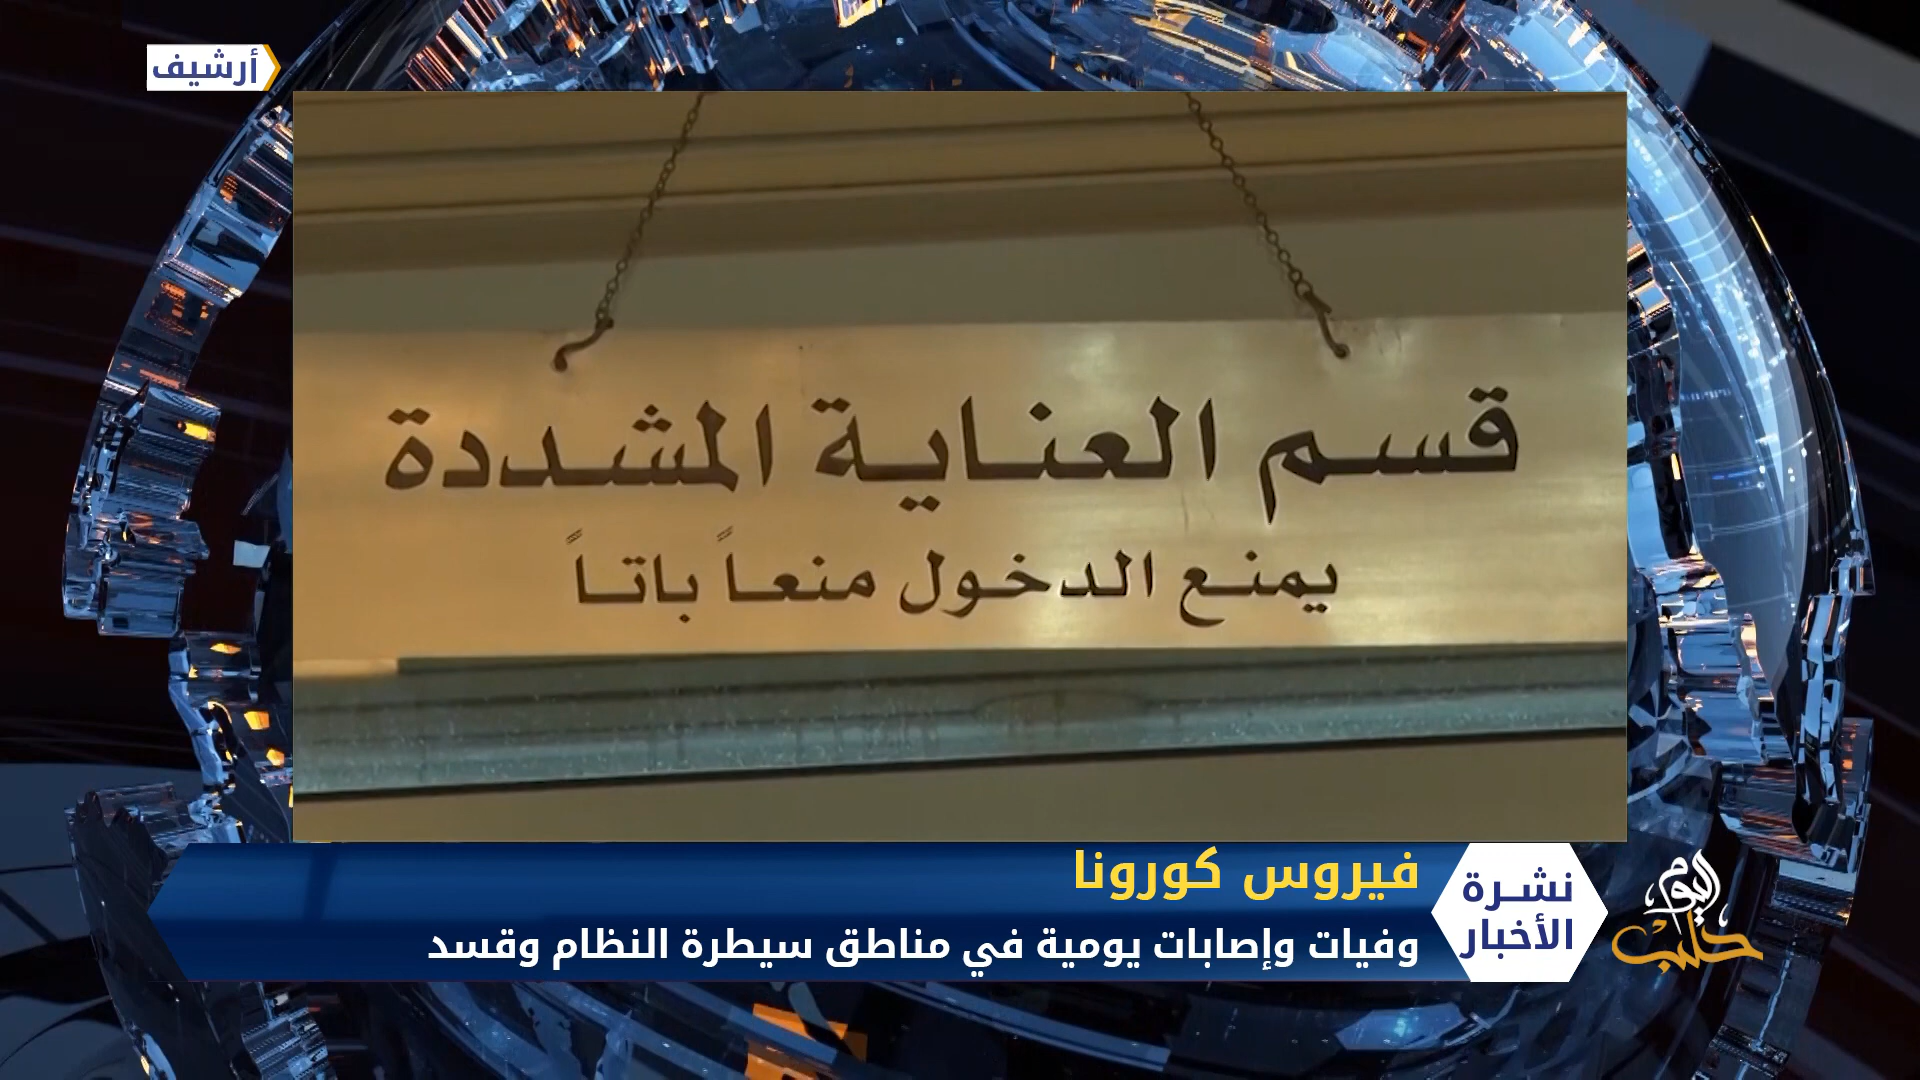 أرشيف
قسم العناية المشددة
يمنع الدخول منعاً باتاً
فيروس كورونا
وفيات وإصابات يومية في مناطق سيطرة النظام وقسد
نشرة
الأخبار
حلب
اليوم